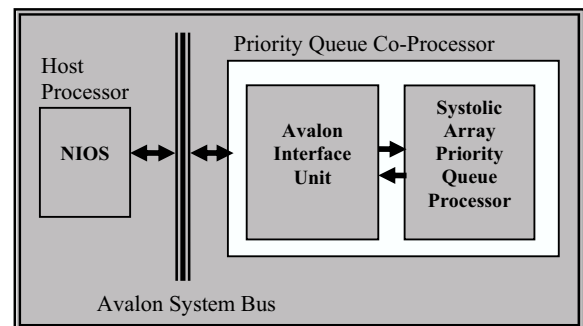 Priority Queue Co-Processor
Host
Processor
NIOS
Avalon
Interface
Unit
Systolic
Array
Priority
Queue
Processor
Avalon System Bus